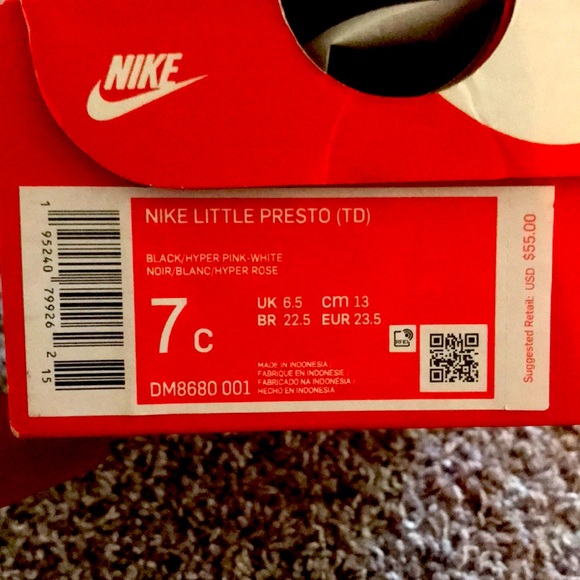 NIKE
NIKE LITTLE PRESTO (TD)
BLACK/HYPER PINK-WHITE
NOIR/BLANC/HYPER ROSE
7c
UK 6.5 cm 13
BR 22.5 EUR 23.5
RFID
DM8680 001
MADE IN INDONESIA
FABRIQUE EN INDONESIE
FABRICADO NA INDONESIA
HECHO EN INDONESIA
1 95240 79926 2 15
Suggested Retail: USD $55.00